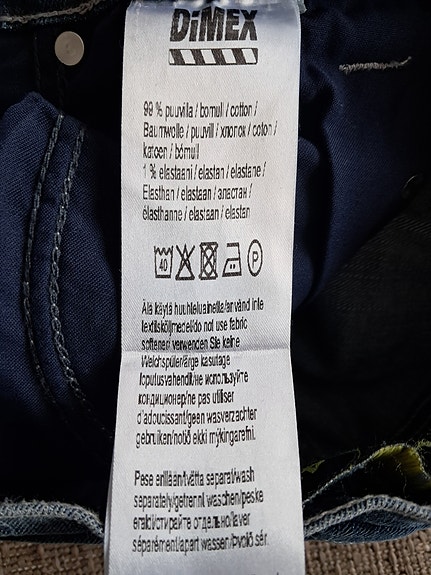 DiMEX
99 % puuvilla / bomull / cotton /
Baumwolle / puuvill / хлопок / coton /
katoen / bómull
1 % elastaani / elastan / elastane /
Elasthan / elastaan / эластан /
élasthanne / elastaan / elastan
40 P
Älä käytä huuhteluainetta/använd inte
textilsköljmedel/do not use fabric
softener/ verwenden Sie keine
Weichspüler/ärge kasutage
loputusvahendit/не используйте
кондиционер/ne pas utiliser
d'adoucissant/geen wasverzachter
gebruiken/notið ekki mýkingarefni.
Pese erillään/tvätta separat/wash
separately/getrennt waschen/peske
eraldi/стирайте отдельно/laver
séparément/apart wassen/þvoið sér.